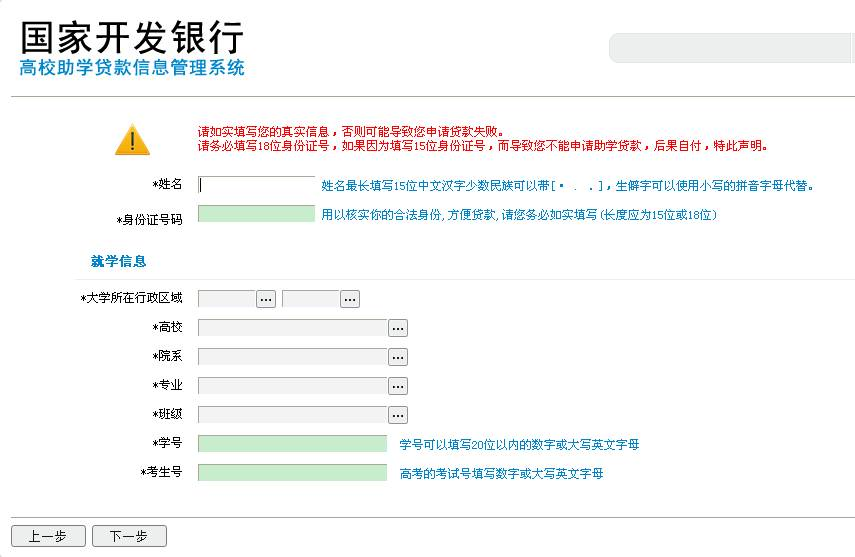 国家开发银行
高校助学贷款信息管理系统
请如实填写您的真实信息，否则可能导致您申请贷款失败。
请务必填写18位身份证号，如果因为填写15位身份证号，而导致您不能申请助学贷款，后果自付，特此声明。
*姓名 姓名最长填写15位中文汉字少数民族可以带[· . .]，生僻字可以使用小写的拼音字母代替。
*身份证号码 用以核实你的合法身份,方便贷款,请您务必如实填写(长度应为15位或18位)
就学信息
*大学所在行政区域 ... ...
*高校 ...
*院系 ...
*专业 ...
*班级 ...
*学号 学号可以填写20位以内的数字或大写英文字母
*考生号 高考的考试号填写数字或大写英文字母
上一步 下一步